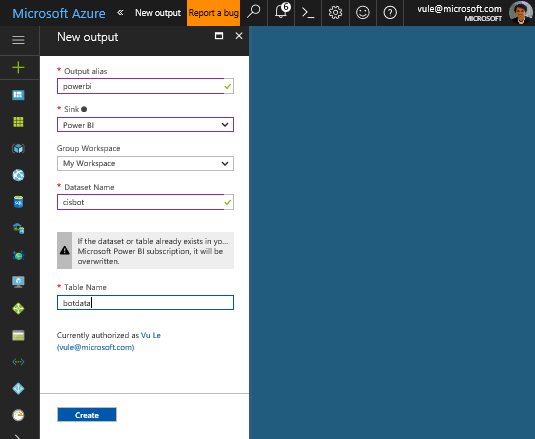 Microsoft Azure « New output Report a bug 6 vule@microsoft.com
MICROSOFT
New output
* Output alias
powerbi
* Sink
Power BI
Group Workspace
My Workspace
* Dataset Name
cisbot
If the dataset or table already exists in yo...
Microsoft Power BI subscription, it will be
overwritten.
* Table Name
botdata
Currently authorized as Vu Le
(vule@microsoft.com)
Create